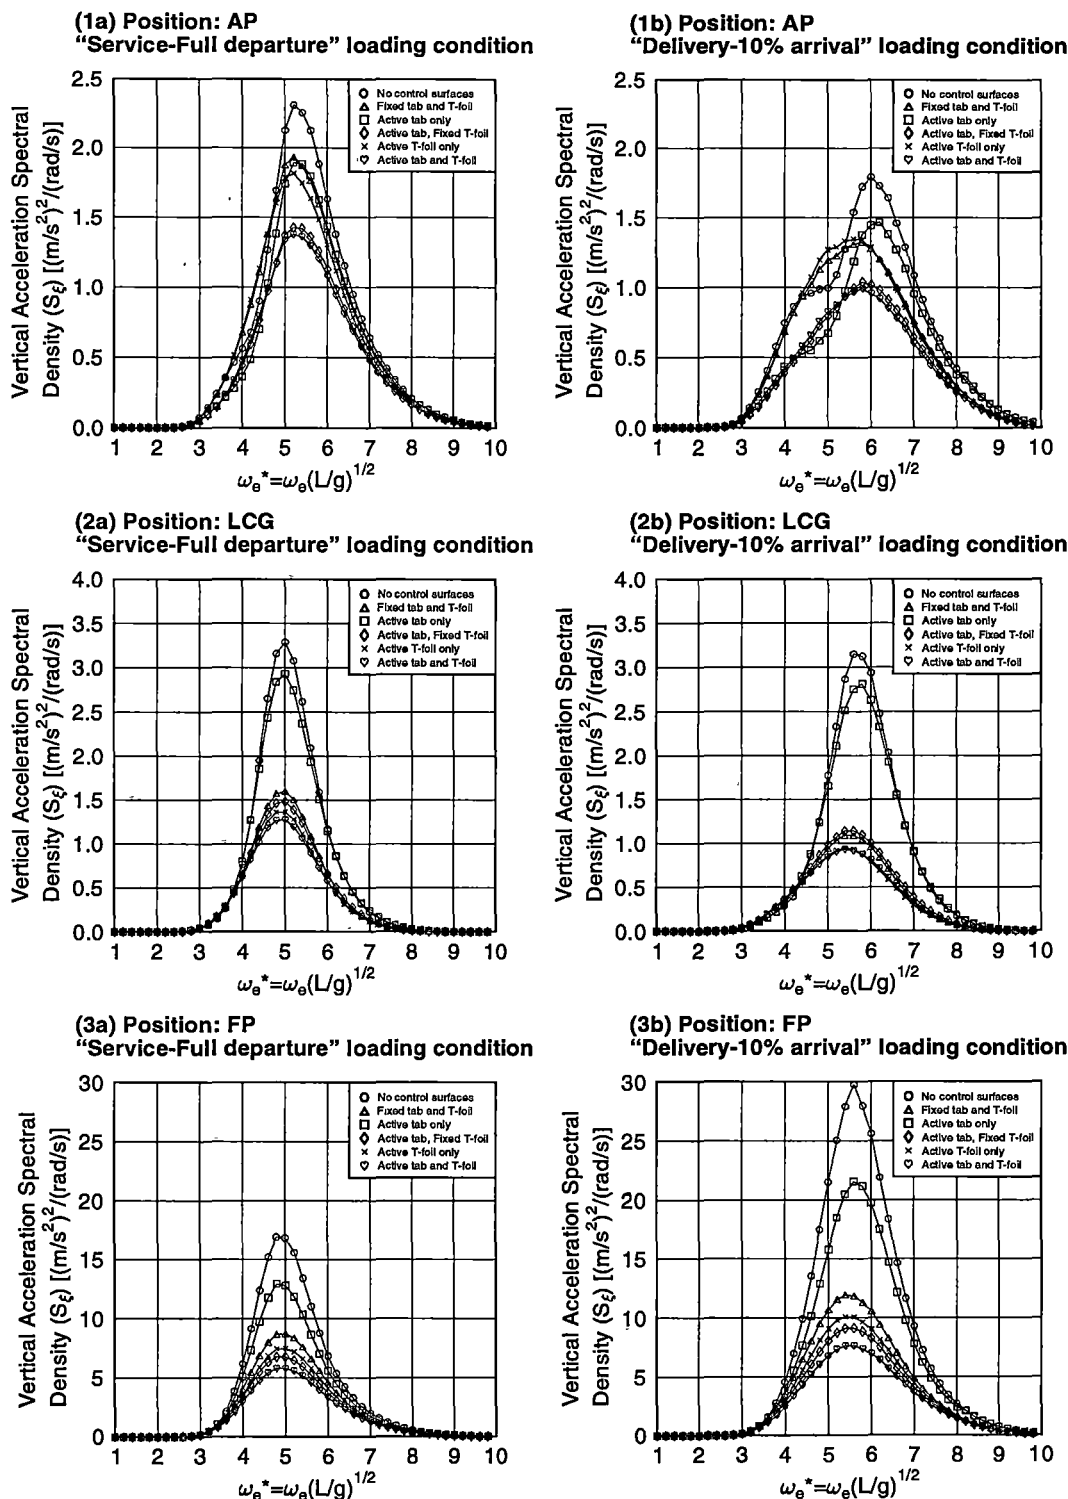 (1a) Position: AP
“Service-Full departure” loading condition
Vertical Acceleration Spectral
Density (Sξ) [(m/s²)²/(rad/s)]
2.5
2.0
1.5
1.0
0.5
0.0
No control surfaces
Fixed tab and T-foil
Active tab only
Active tab, Fixed T-foil
Active T-foil only
Active tab and T-foil
1 2 3 4 5 6 7 8 9 10
ωe*=ωe(L/g)^1/2
(1b) Position: AP
“Delivery-10% arrival” loading condition
Vertical Acceleration Spectral
Density (Sξ) [(m/s²)²/(rad/s)]
2.5
2.0
1.5
1.0
0.5
0.0
No control surfaces
Fixed tab and T-foil
Active tab only
Active tab, Fixed T-foil
Active T-foil only
Active tab and T-foil
1 2 3 4 5 6 7 8 9 10
ωe*=ωe(L/g)^1/2
(2a) Position: LCG
“Service-Full departure” loading condition
Vertical Acceleration Spectral
Density (Sξ) [(m/s²)²/(rad/s)]
4.0
3.5
3.0
2.5
2.0
1.5
1.0
0.5
0.0
No control surfaces
Fixed tab and T-foil
Active tab only
Active tab, Fixed T-foil
Active T-foil only
Active tab and T-foil
1 2 3 4 5 6 7 8 9 10
ωe*=ωe(L/g)^1/2
(2b) Position: LCG
“Delivery-10% arrival” loading condition
Vertical Acceleration Spectral
Density (Sξ) [(m/s²)²/(rad/s)]
4.0
3.5
3.0
2.5
2.0
1.5
1.0
0.5
0.0
No control surfaces
Fixed tab and T-foil
Active tab only
Active tab, Fixed T-foil
Active T-foil only
Active tab and T-foil
1 2 3 4 5 6 7 8 9 10
ωe*=ωe(L/g)^1/2
(3a) Position: FP
“Service-Full departure” loading condition
Vertical Acceleration Spectral
Density (Sξ) [(m/s²)²/(rad/s)]
30
25
20
15
10
5
0
No control surfaces
Fixed tab and T-foil
Active tab only
Active tab, Fixed T-foil
Active T-foil only
Active tab and T-foil
1 2 3 4 5 6 7 8 9 10
ωe*=ωe(L/g)^1/2
(3b) Position: FP
“Delivery-10% arrival” loading condition
Vertical Acceleration Spectral
Density (Sξ) [(m/s²)²/(rad/s)]
30
25
20
15
10
5
0
No control surfaces
Fixed tab and T-foil
Active tab only
Active tab, Fixed T-foil
Active T-foil only
Active tab and T-foil
1 2 3 4 5 6 7 8 9 10
ωe*=ωe(L/g)^1/2